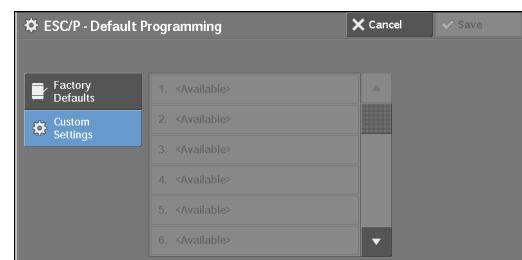 ESC/P - Default Programming
Cancel
Save
Factory
Defaults
Custom
Settings
1. <Available>
2. <Available>
3. <Available>
4. <Available>
5. <Available>
6. <Available>